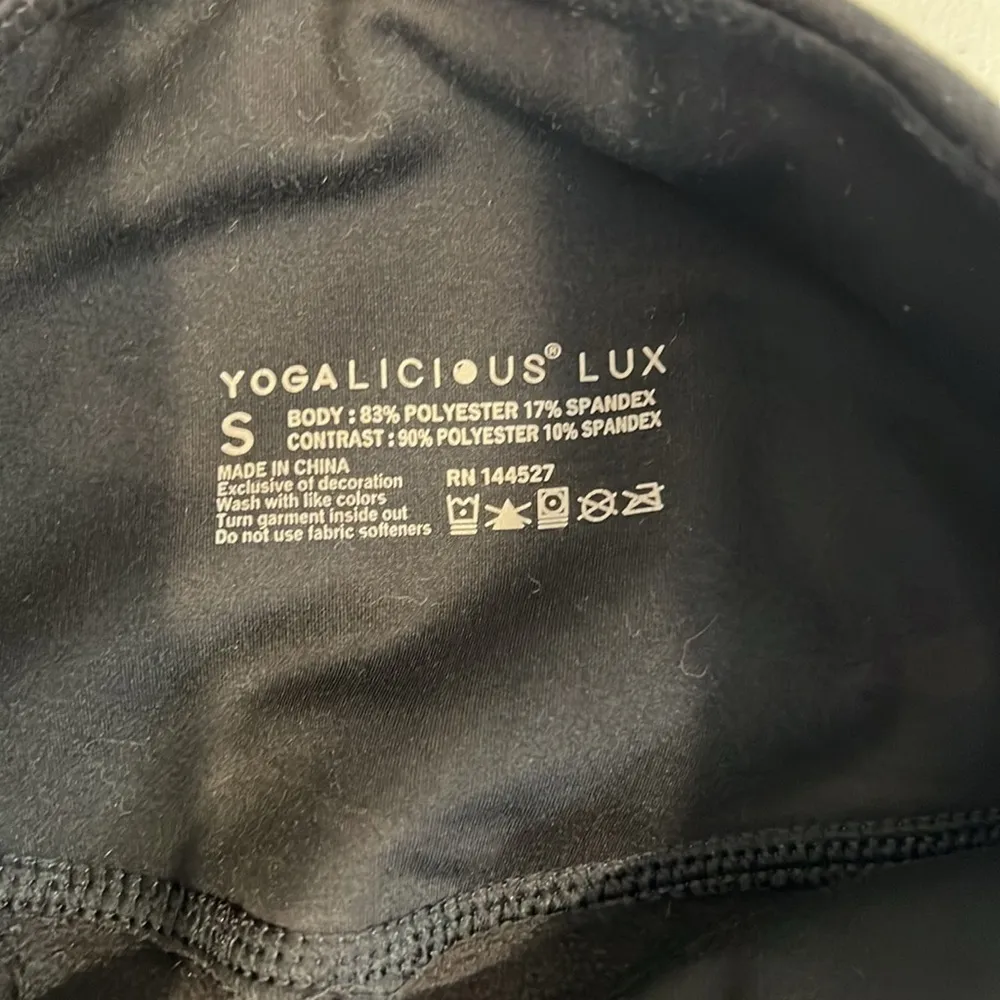 YOGALICIOUS® LUX
S
BODY : 83% POLYESTER 17% SPANDEX
CONTRAST : 90% POLYESTER 10% SPANDEX
MADE IN CHINA
Exclusive of decoration
Wash with like colors
Turn garment inside out
Do not use fabric softeners
RN 144527